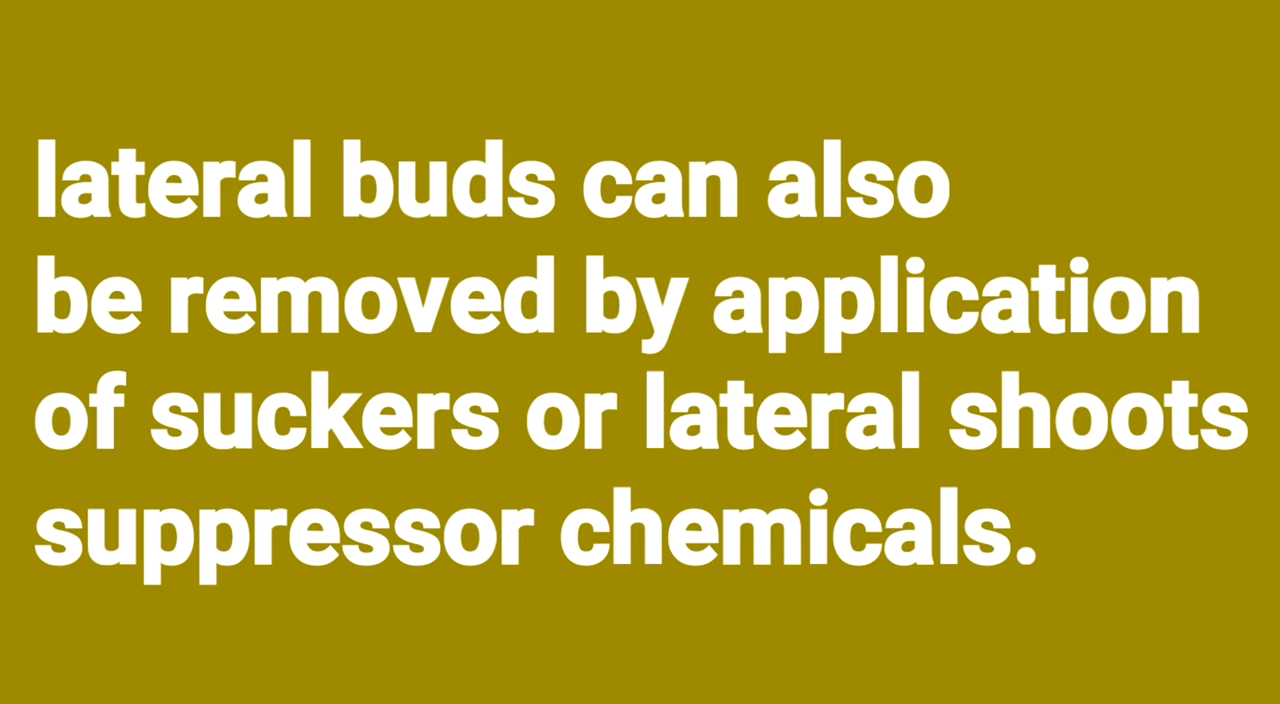 lateral buds can also
be removed by application
of suckers or lateral shoots
suppressor chemicals.